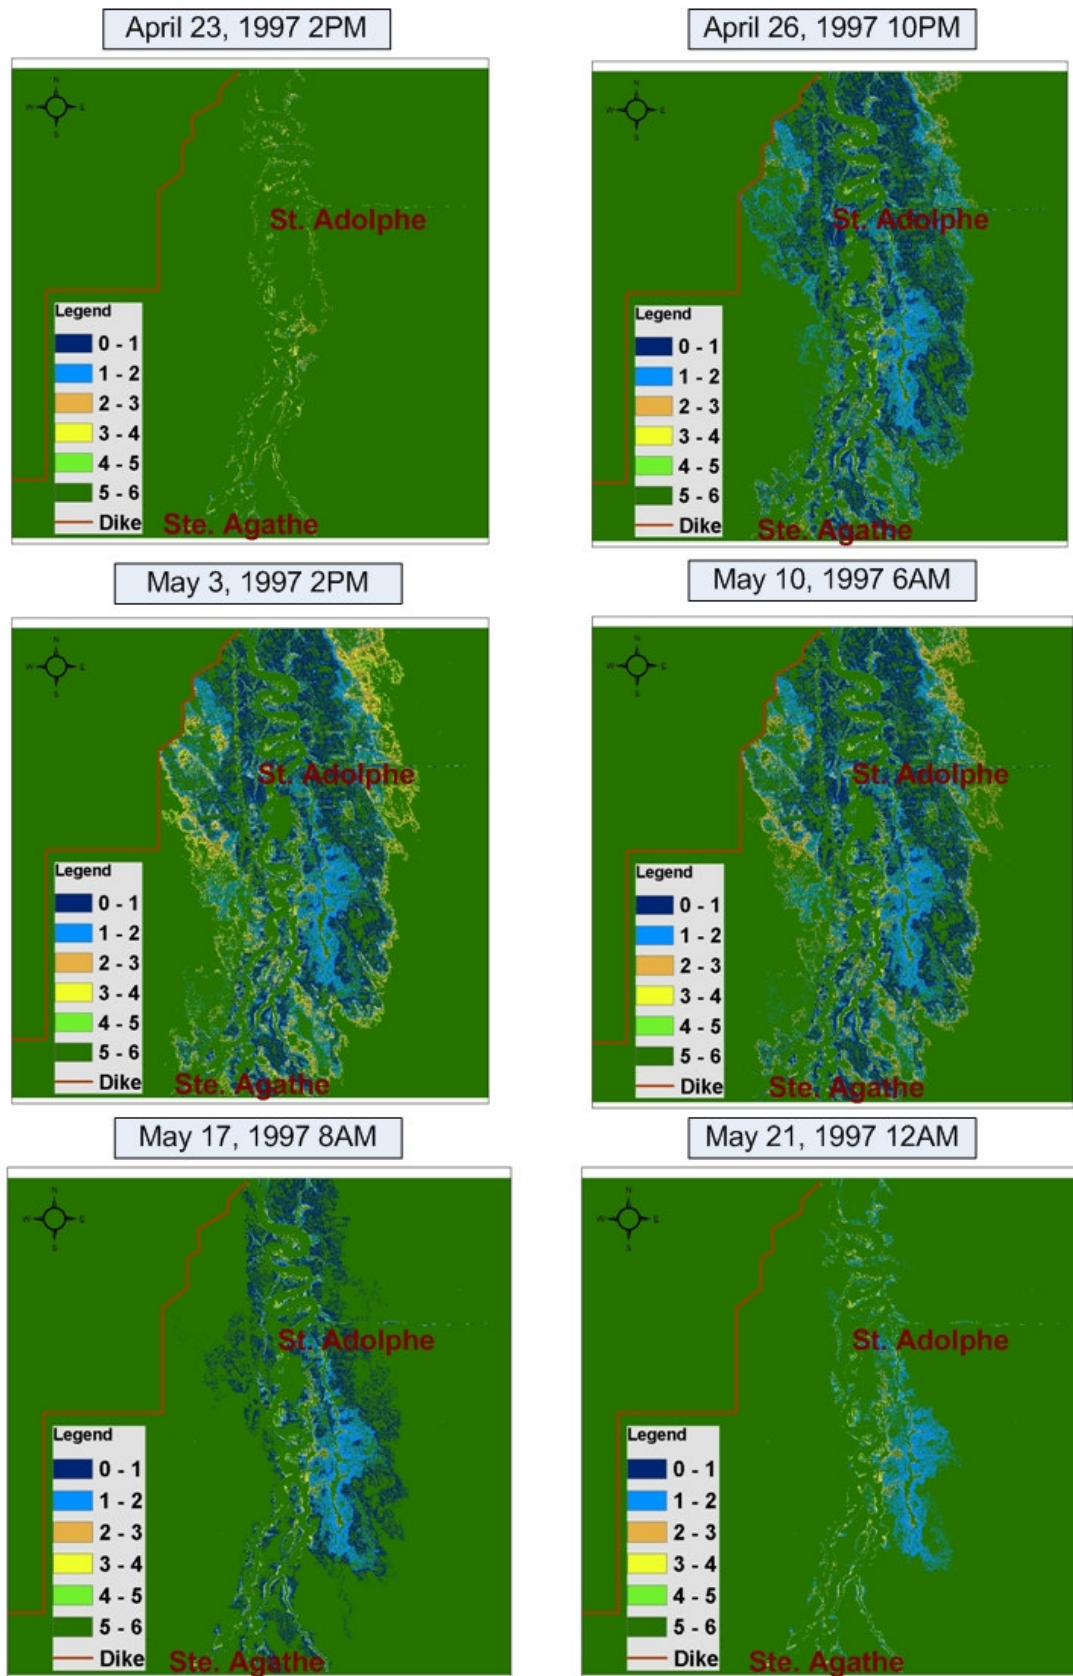 April 23, 1997 2PM
April 26, 1997 10PM
N
W E
S
St. Adolphe
Legend
0 - 1
1 - 2
2 - 3
3 - 4
4 - 5
5 - 6
Dike
Ste. Agathe
N
W E
S
St. Adolphe
Legend
0 - 1
1 - 2
2 - 3
3 - 4
4 - 5
5 - 6
Dike
Ste. Agathe
May 3, 1997 2PM
May 10, 1997 6AM
N
W E
S
St. Adolphe
Legend
0 - 1
1 - 2
2 - 3
3 - 4
4 - 5
5 - 6
Dike
Ste. Agathe
N
W E
S
St. Adolphe
Legend
0 - 1
1 - 2
2 - 3
3 - 4
4 - 5
5 - 6
Dike
Ste. Agathe
May 17, 1997 8AM
May 21, 1997 12AM
N
W E
S
St. Adolphe
Legend
0 - 1
1 - 2
2 - 3
3 - 4
4 - 5
5 - 6
Dike
Ste. Agathe
N
W E
S
St. Adolphe
Legend
0 - 1
1 - 2
2 - 3
3 - 4
4 - 5
5 - 6
Dike
Ste. Agathe